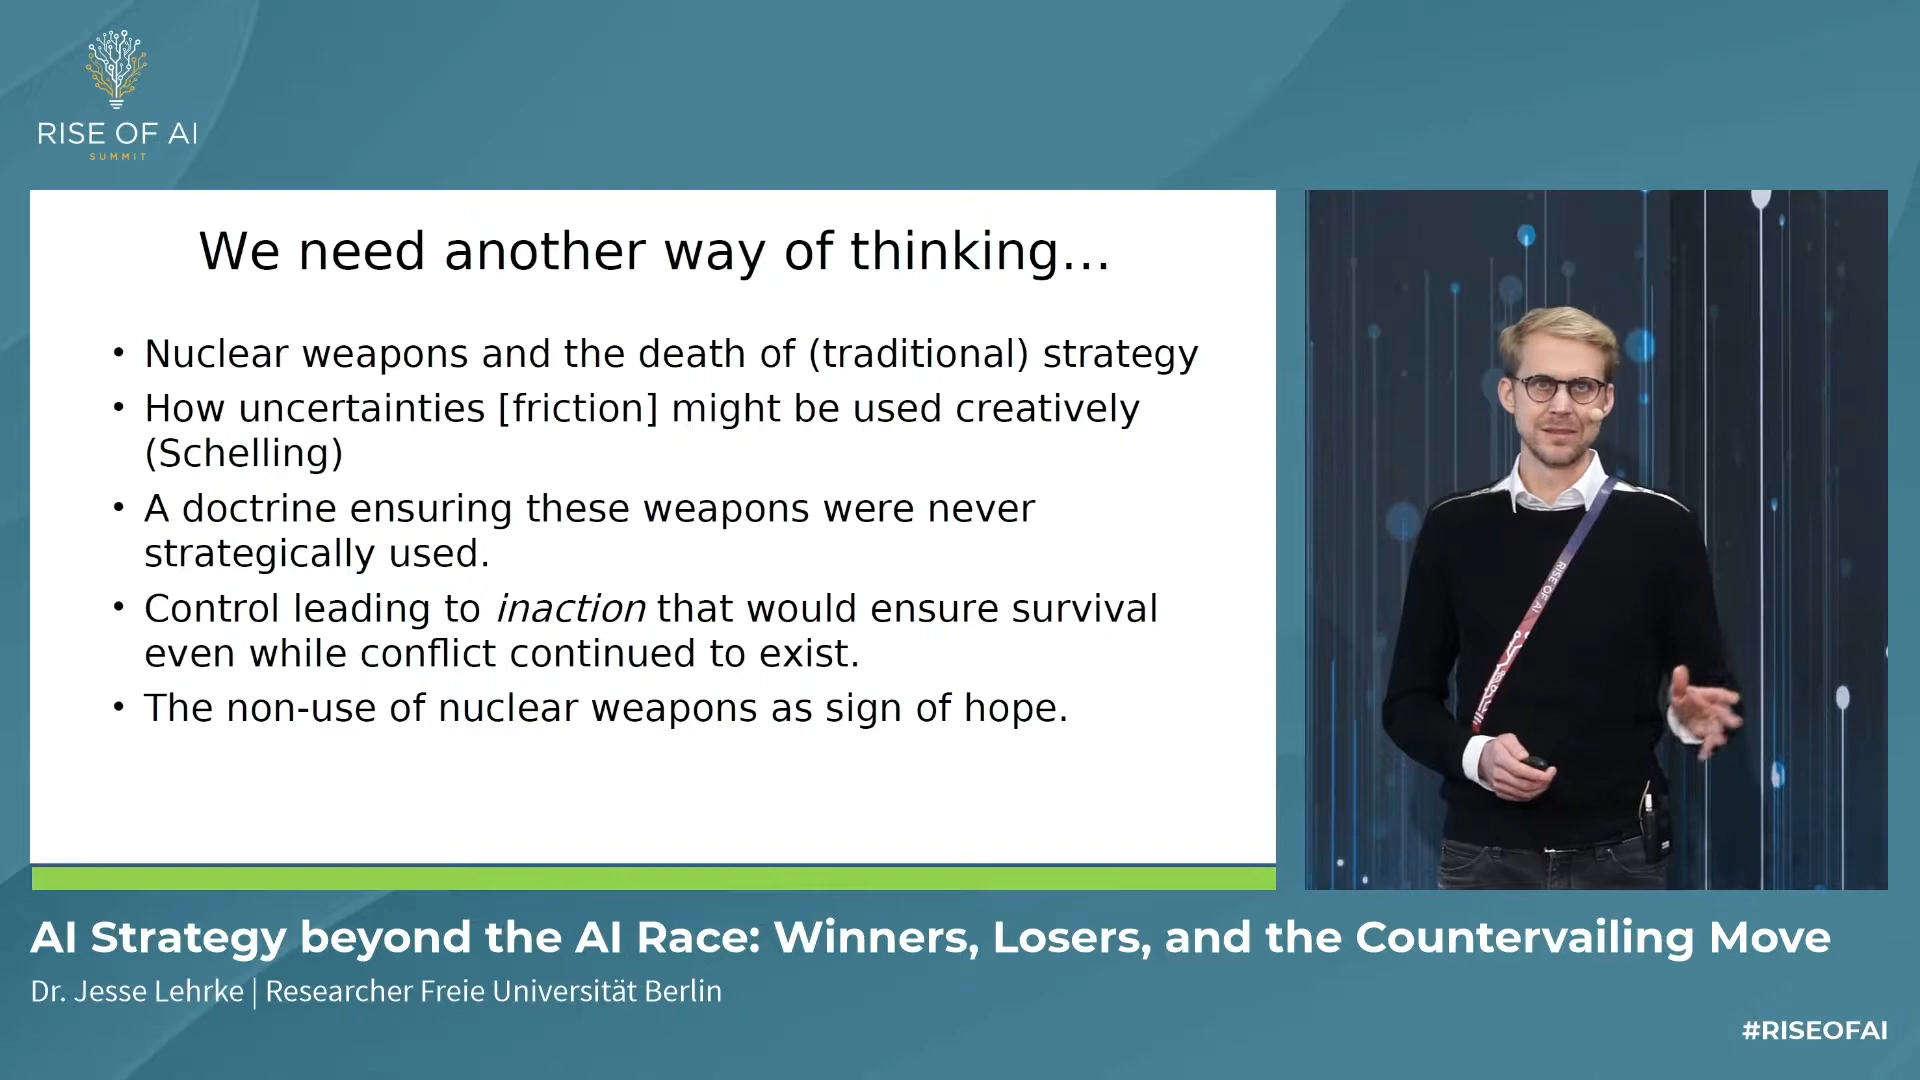 RISE OF AI
SUMMIT
We need another way of thinking...
• Nuclear weapons and the death of (traditional) strategy
• How uncertainties [friction] might be used creatively
(Schelling)
• A doctrine ensuring these weapons were never
strategically used.
• Control leading to inaction that would ensure survival
even while conflict continued to exist.
• The non-use of nuclear weapons as sign of hope.
RISE OF AI
AI Strategy beyond the AI Race: Winners, Losers, and the Countervailing Move
Dr. Jesse Lehrke | Researcher Freie Universität Berlin
#RISEOFAI